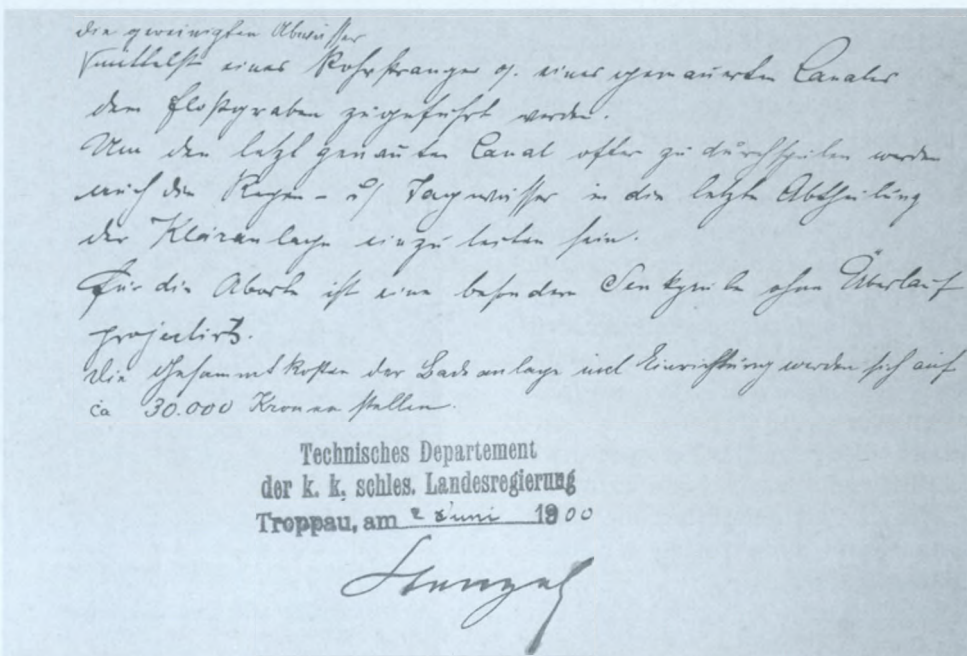 die gereinigten Abwässer
mittelst eines Rohrstranges o. eines gemauerten Canales
dem Floßgraben zugeführt werden.
Um den letzt genannten Canal öfter zu durchspülen werden
auch die Regen- u. Tagwässer in die letzte Abtheilung
der Kläranlage einzuleiten sein.
Für die Aborte ist eine besondere Senkgrube ohne Überlauf
projectirt.
Die Gesammtkosten der Badeanlage incl Einrichtung werden sich auf
ca 30.000 Kronen stellen.
Technisches Departement
der k. k. schles. Landesregierung
Troppau, am 2 Juni 1900
Stenzel